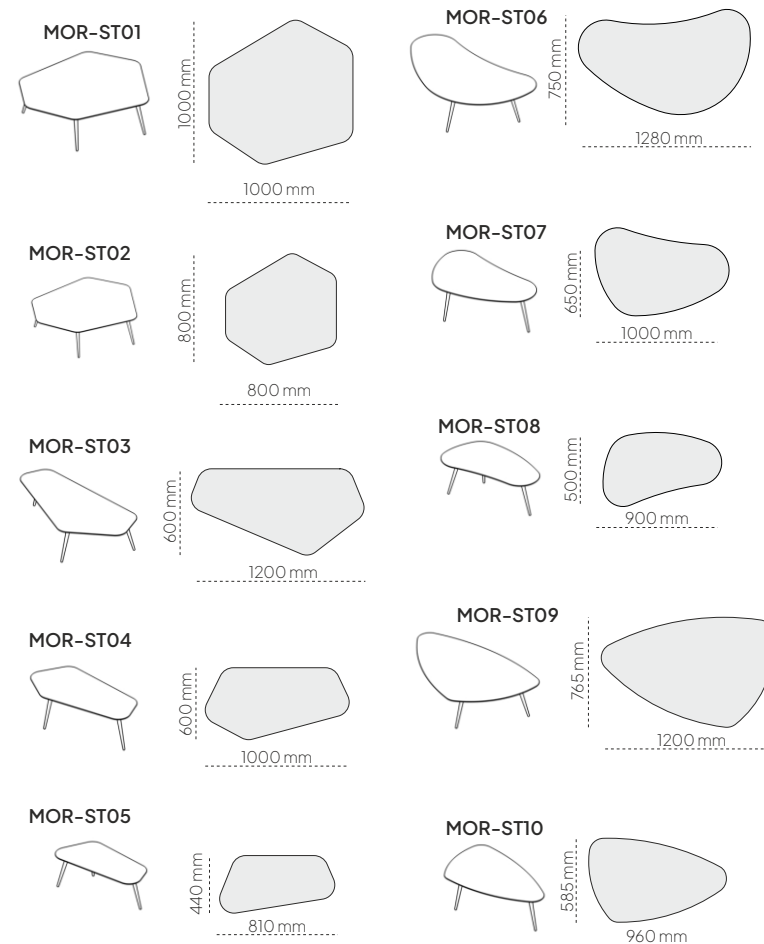 MOR-ST01
1000 mm
1000 mm
MOR-ST02
800 mm
800 mm
MOR-ST03
600 mm
1200 mm
MOR-ST04
600 mm
1000 mm
MOR-ST05
440 mm
810 mm
MOR-ST06
750 mm
1280 mm
MOR-ST07
650 mm
1000 mm
MOR-ST08
500 mm
900 mm
MOR-ST09
765 mm
1200 mm
MOR-ST10
585 mm
960 mm